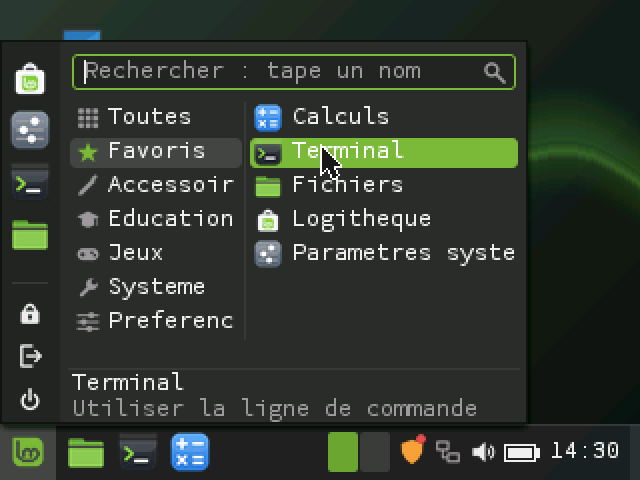 Rechercher : tape un nom
Toutes
Favoris
Accessoir
Education
Jeux
Systeme
Preferenc
Calculs
Terminal
Fichiers
Logitheque
Parametres syste
Terminal
Utiliser la ligne de commande
14:30